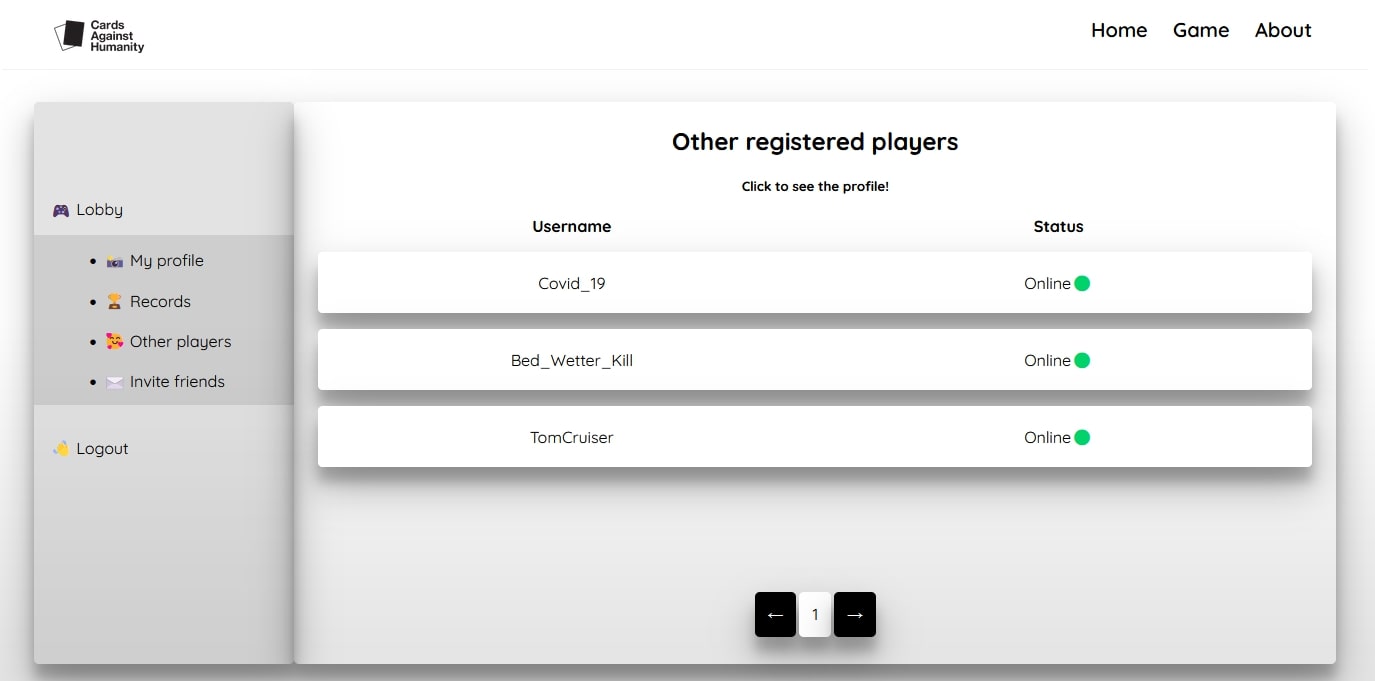 Cards
Against
Humanity
Home Game About
🎮 Lobby
• 📸 My profile
• 🏆 Records
• 🥰 Other players
• ✉️ Invite friends
👋 Logout
Other registered players
Click to see the profile!
Username Status
Covid_19 Online
Bed_Wetter_Kill Online
TomCruiser Online
← 1 →